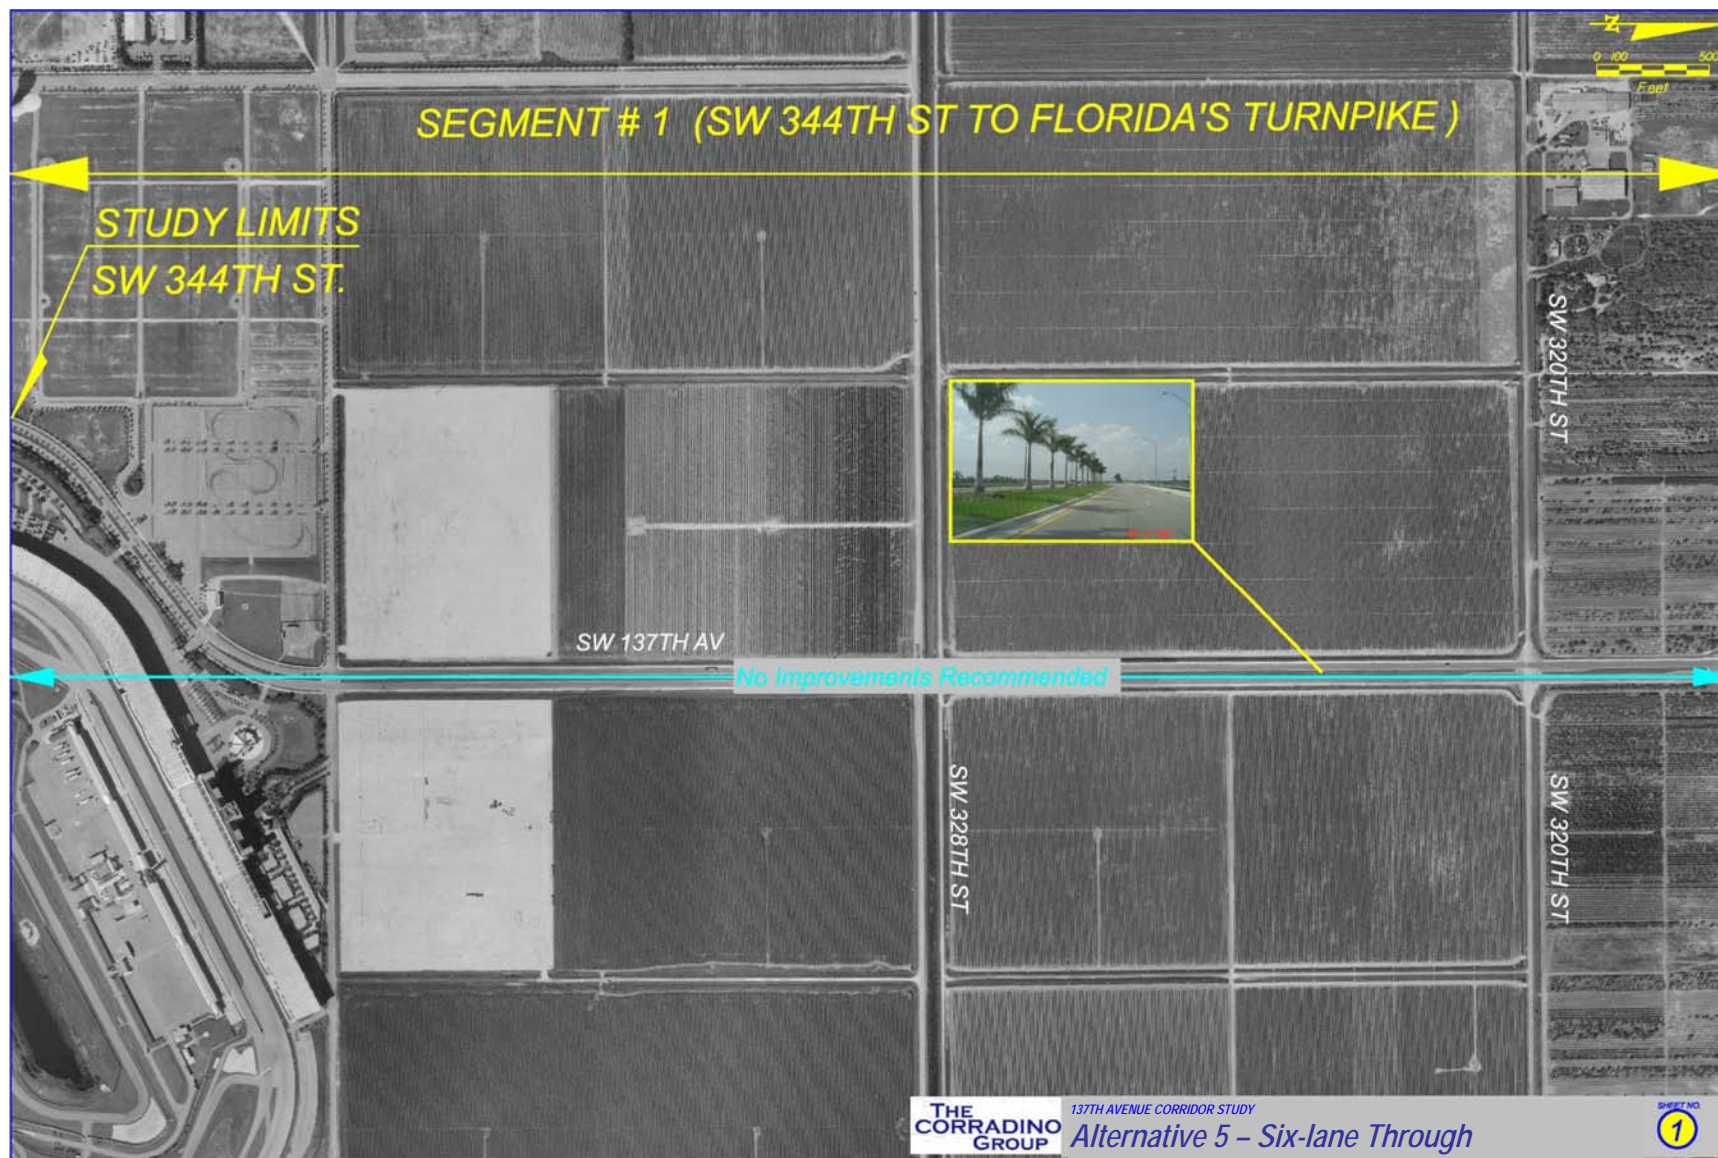 Z
0 100 500
Feet
SEGMENT # 1 (SW 344TH ST TO FLORIDA'S TURNPIKE )
STUDY LIMITS
SW 344TH ST.
SW 320TH ST
SW 137TH AV
No Improvements Recommended
SW 328TH ST
SW 320TH ST
THE
CORRADINO
GROUP
137TH AVENUE CORRIDOR STUDY
Alternative 5 – Six-lane Through
SHEET NO.
1